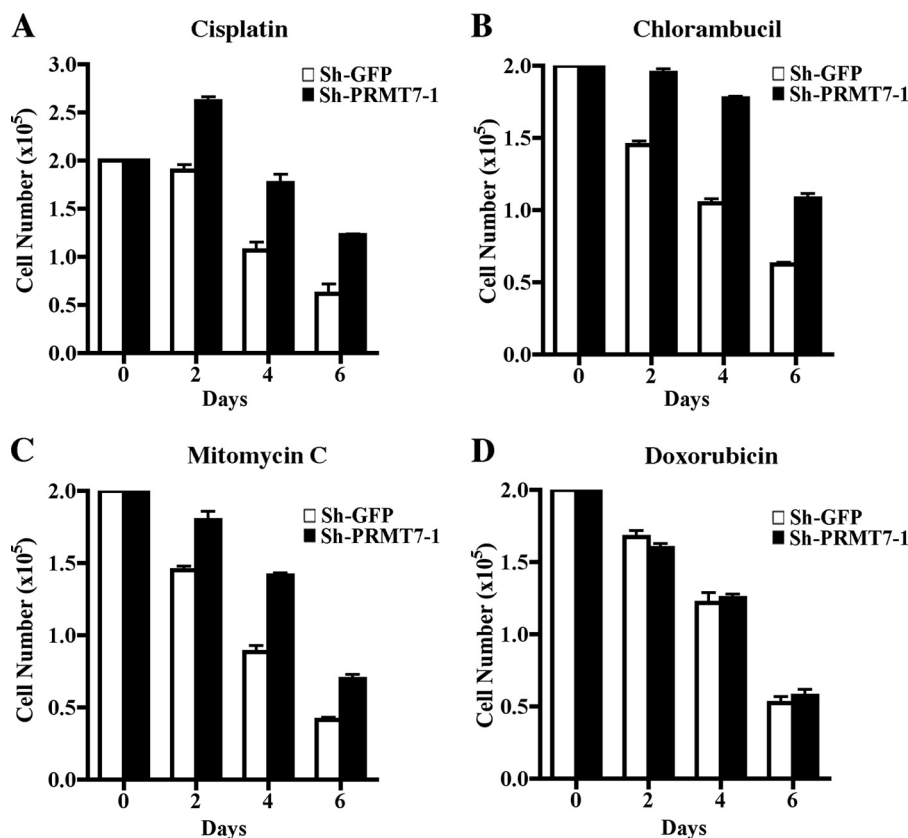 A
Cisplatin
Cell Number (x10⁵)
3.0
2.5
2.0
1.5
1.0
0.5
0.0
Sh-GFP
Sh-PRMT7-1
0 2 4 6
Days
B
Chlorambucil
Cell Number (x10⁵)
2.0
1.5
1.0
0.5
0.0
Sh-GFP
Sh-PRMT7-1
0 2 4 6
Days
C
Mitomycin C
Cell Number (x10⁵)
2.0
1.5
1.0
0.5
0.0
Sh-GFP
Sh-PRMT7-1
0 2 4 6
Days
D
Doxorubicin
Cell Number (x10⁵)
2.0
1.5
1.0
0.5
0.0
Sh-GFP
Sh-PRMT7-1
0 2 4 6
Days